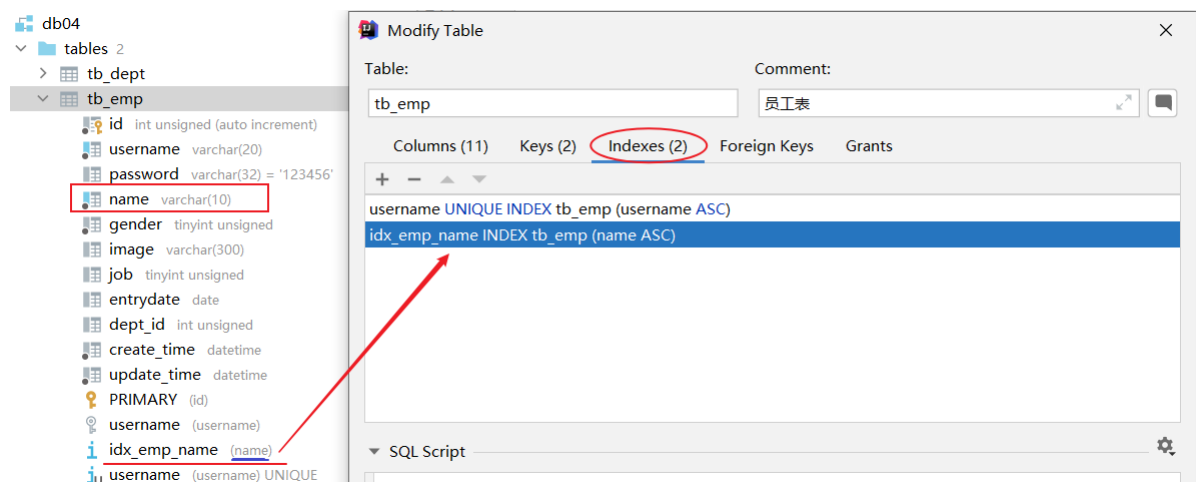 db04
tables 2
tb_dept
tb_emp
id int unsigned (auto increment)
username varchar(20)
password varchar(32) = '123456'
name varchar(10)
gender tinyint unsigned
image varchar(300)
job tinyint unsigned
entrydate date
dept_id int unsigned
create_time datetime
update_time datetime
PRIMARY (id)
username (username)
idx_emp_name (name)
username (username) UNIQUE
Modify Table
Table:
Comment:
tb_emp
员工表
Columns (11) Keys (2) Indexes (2) Foreign Keys Grants
username UNIQUE INDEX tb_emp (username ASC)
idx_emp_name INDEX tb_emp (name ASC)
SQL Script